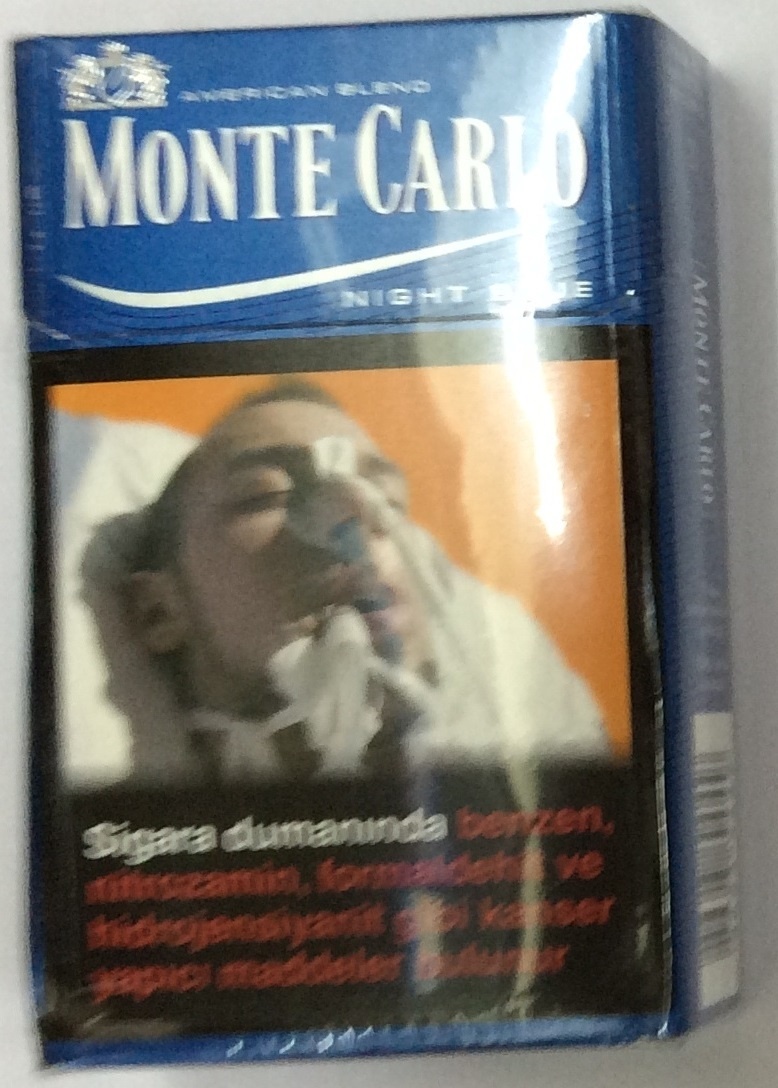 AMERICAN BLEND
MONTE CARLO
NIGHT BLUE
Sigara dumanında benzen,
nitrozamin, formaldehit ve
hidrojensiyanit gibi kanser
yapıcı maddeler bulunur
MONTE CARLO